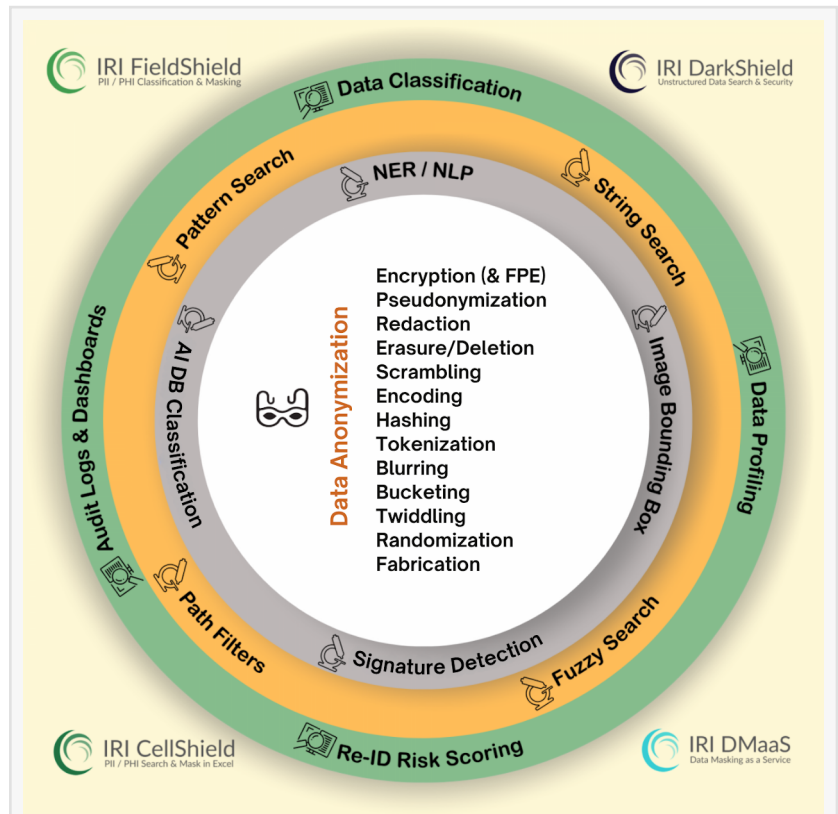 IRI FieldShield
PII / PHI Classification & Masking
IRI DarkShield
Unstructured Data Search & Security
Data Classification
Pattern Search
NER / NLP
String Search
Encryption (& FPE)
Pseudonymization
Redaction
Erasure/Deletion
Scrambling
Encoding
Hashing
Tokenization
Blurring
Bucketing
Twiddling
Randomization
Fabrication
Data Anonymization
AI DB Classification
Image Bounding Box
Audit Logs & Dashboards
Data Profiling
Path Filters
Signature Detection
Fuzzy Search
Re-ID Risk Scoring
IRI CellShield
PII / PHI Search & Mask in Excel
IRI DMaaS
Data Masking as a Service